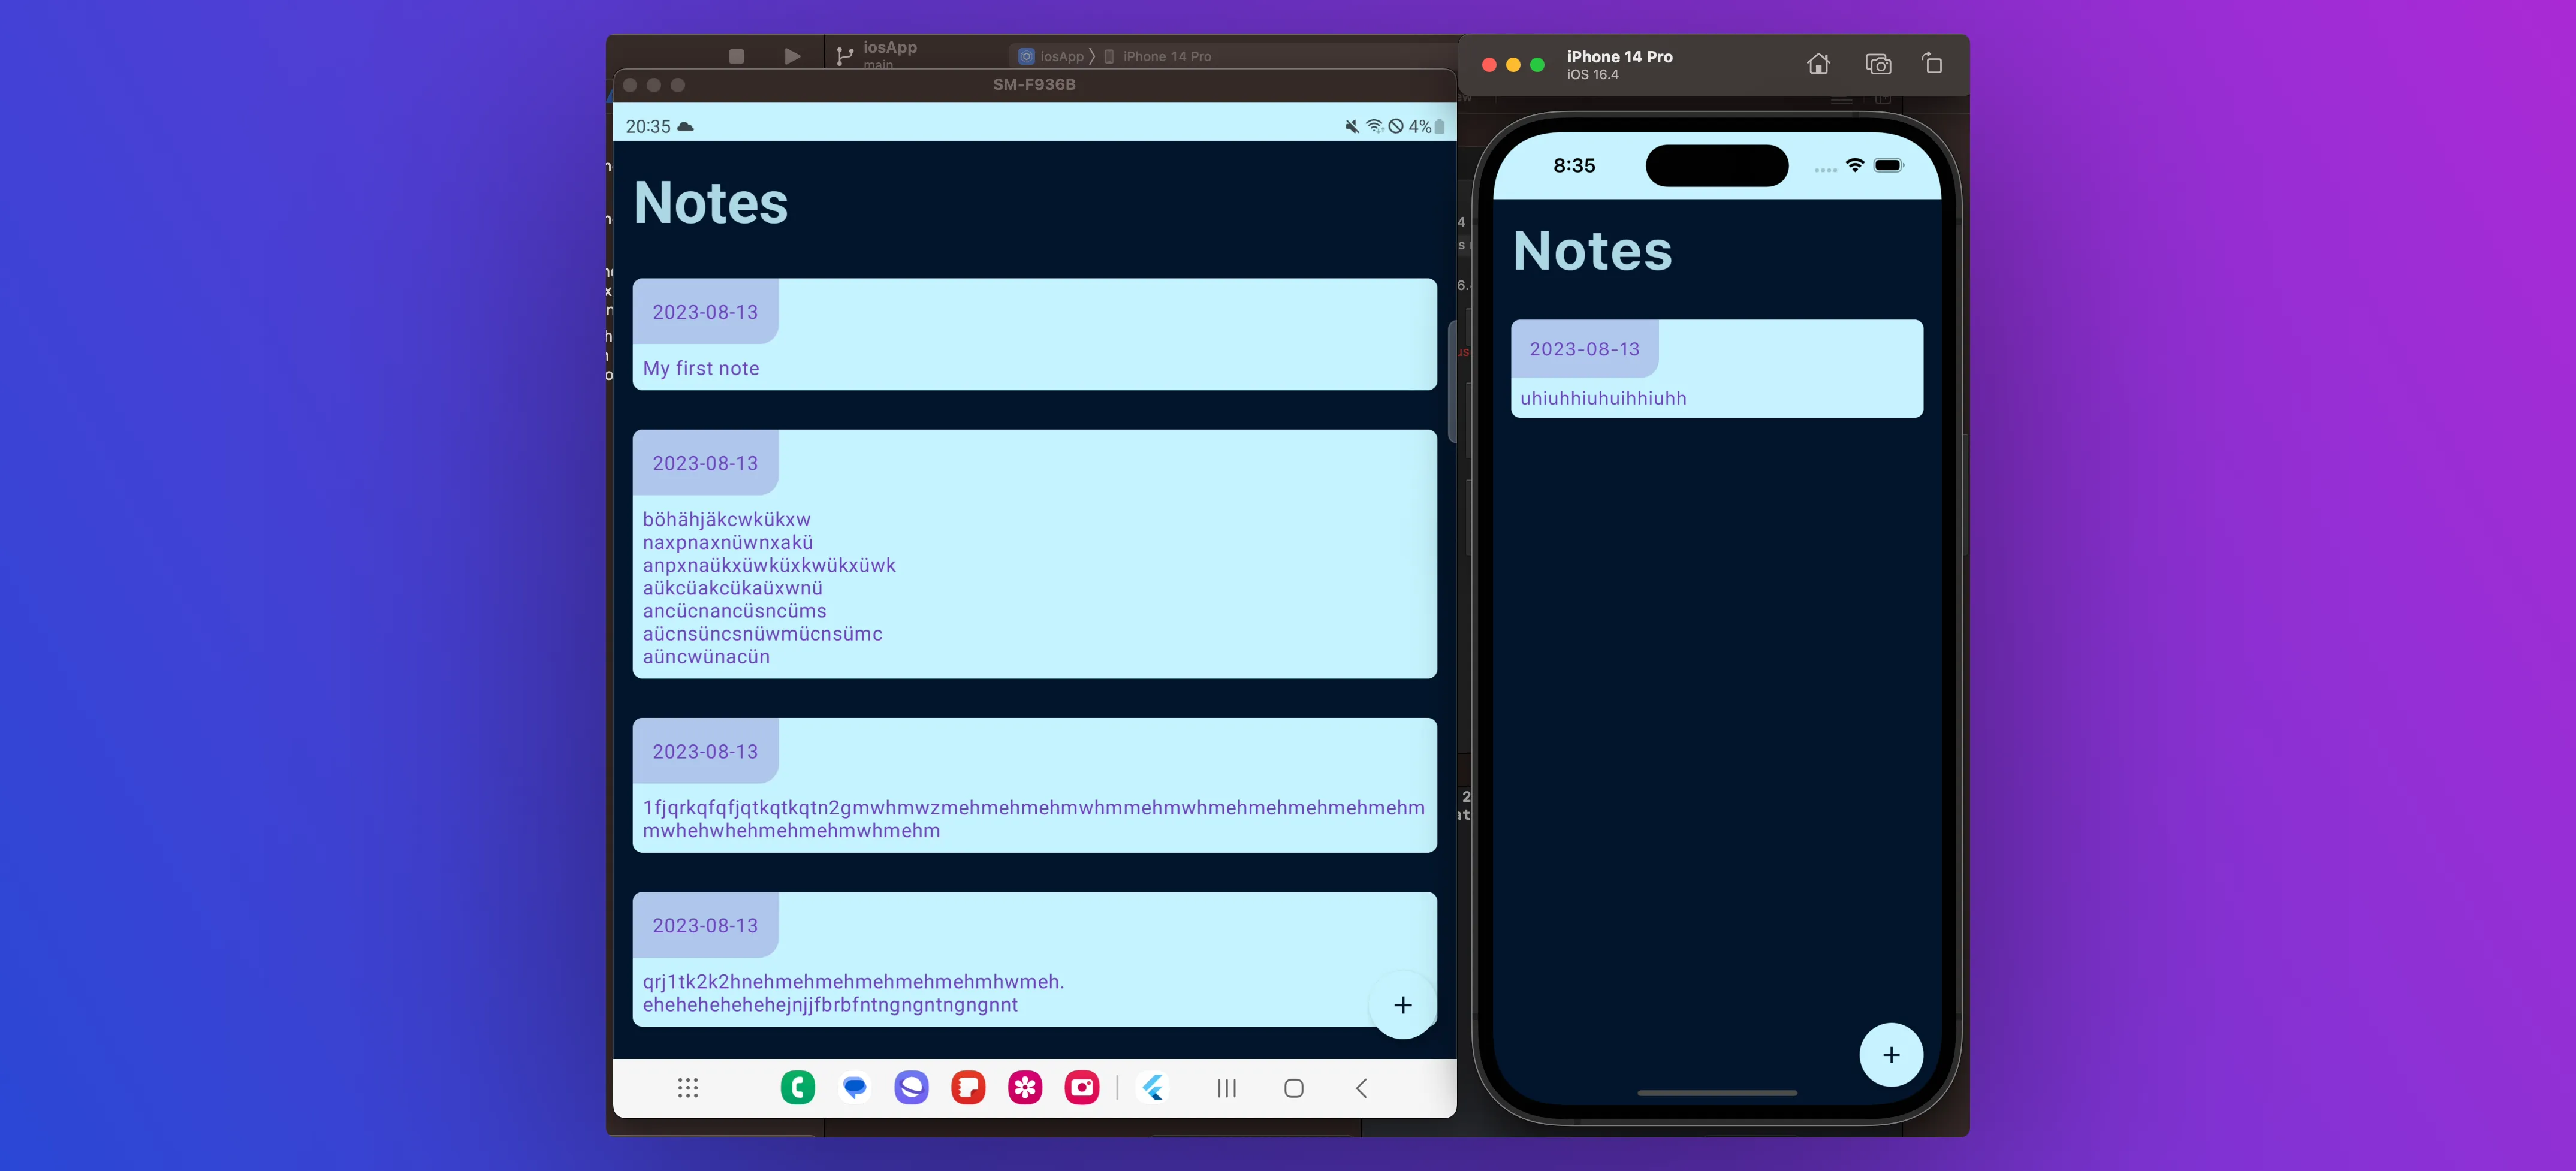 iosApp
main
iosApp
iPhone 14 Pro
SM-F936B
20:35
4%
Notes
2023-08-13
My first note
2023-08-13
böhähjäkcwkükxw
naxpnaxnüwnxakü
anpxnaükxüwküxkwükxüwk
aükcüakcükaüxwnü
ancücnancüsncüms
aücnsüncsnüwmücnsümc
aüncwünacün
2023-08-13
1fjqrkqfqfjqtkqtkqtn2gmwhmwzmehmehmehmwhmmehmwhmehmehmehmehmehm
mwhehwhehmehmehmwhmehm
2023-08-13
qrj1tk2k2hnehmehmehmehmehmehmhwmeh.
ehehehehehehejnjjfbrbfntngngntngngnnt
iPhone 14 Pro
iOS 16.4
8:35
Notes
2023-08-13
uhiuhhiuhuihhiuhh